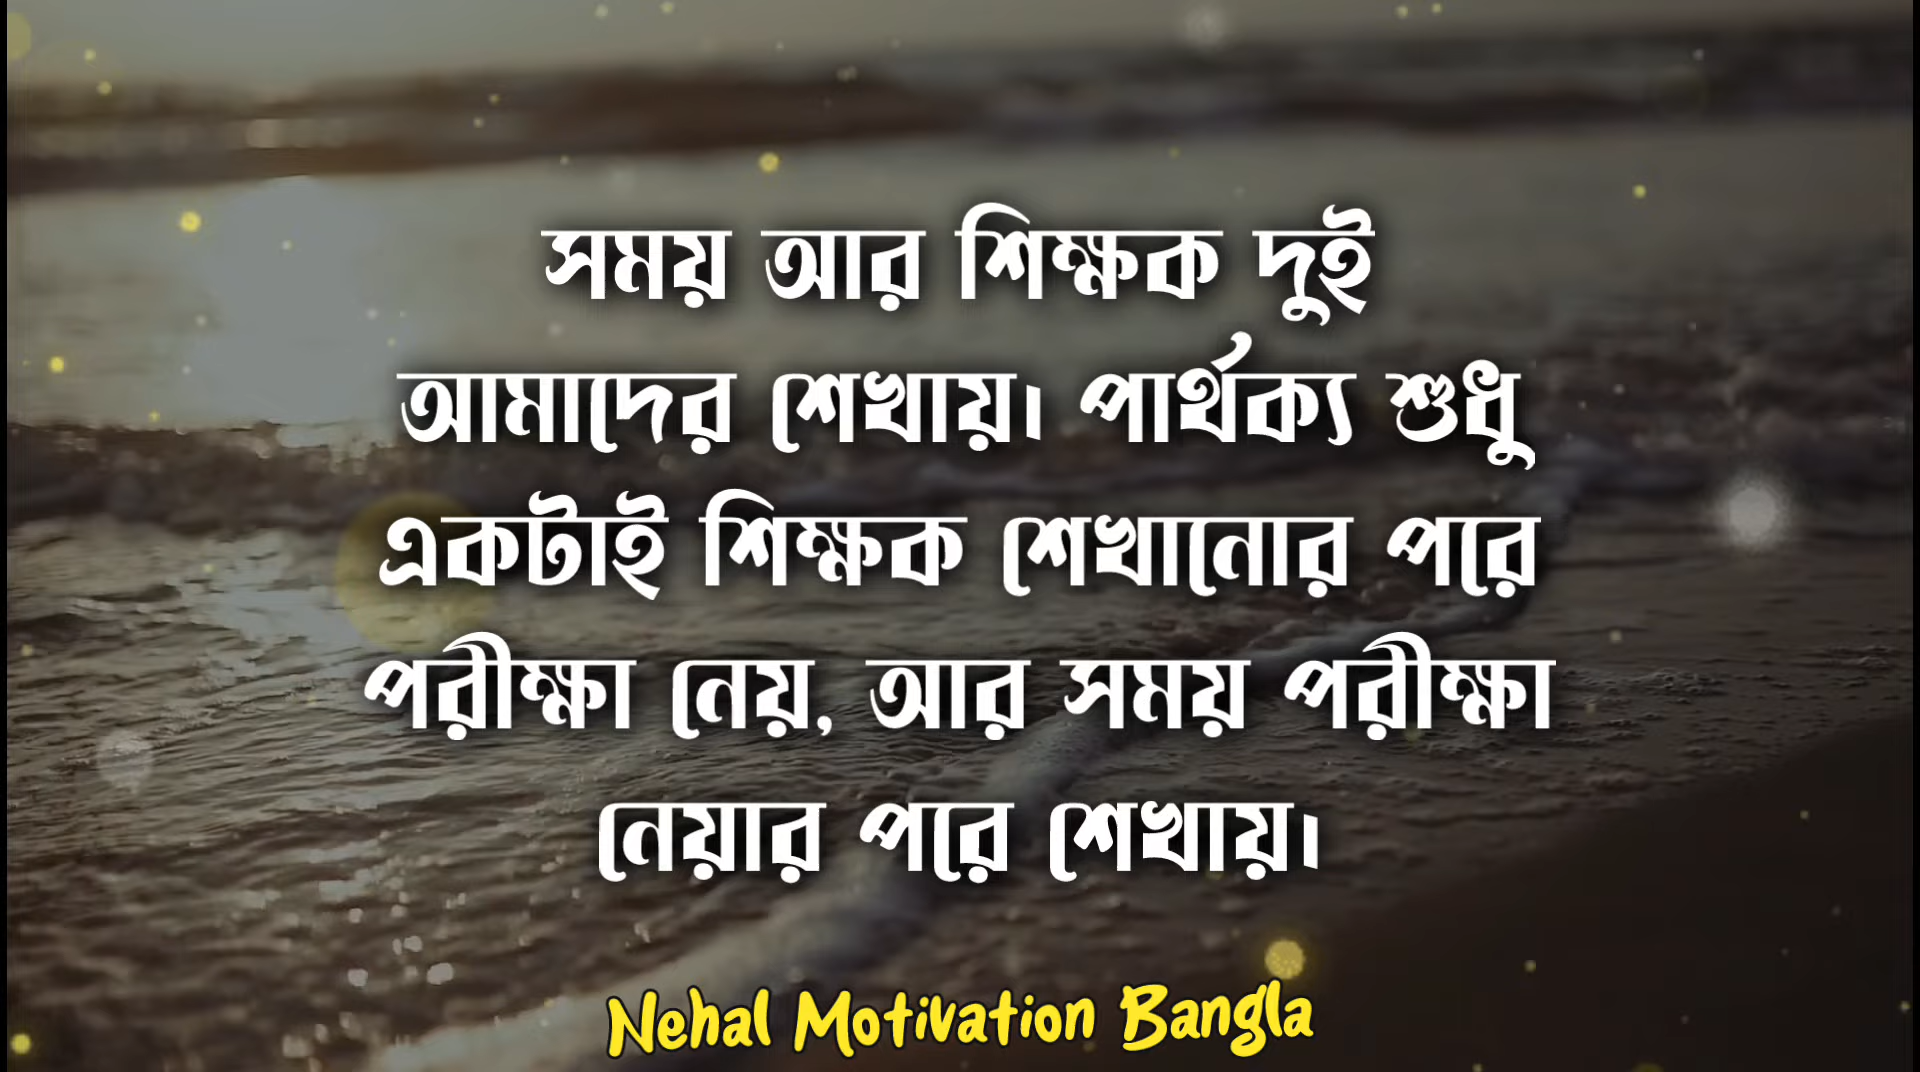 সময় আর শিক্ষক দুই
আমাদের শেখায়। পার্থক্য শুধু
একটাই শিক্ষক শেখানোর পরে
পরীক্ষা নেয়, আর সময় পরীক্ষা
নেয়ার পরে শেখায়।
Nehal Motivation Bangla